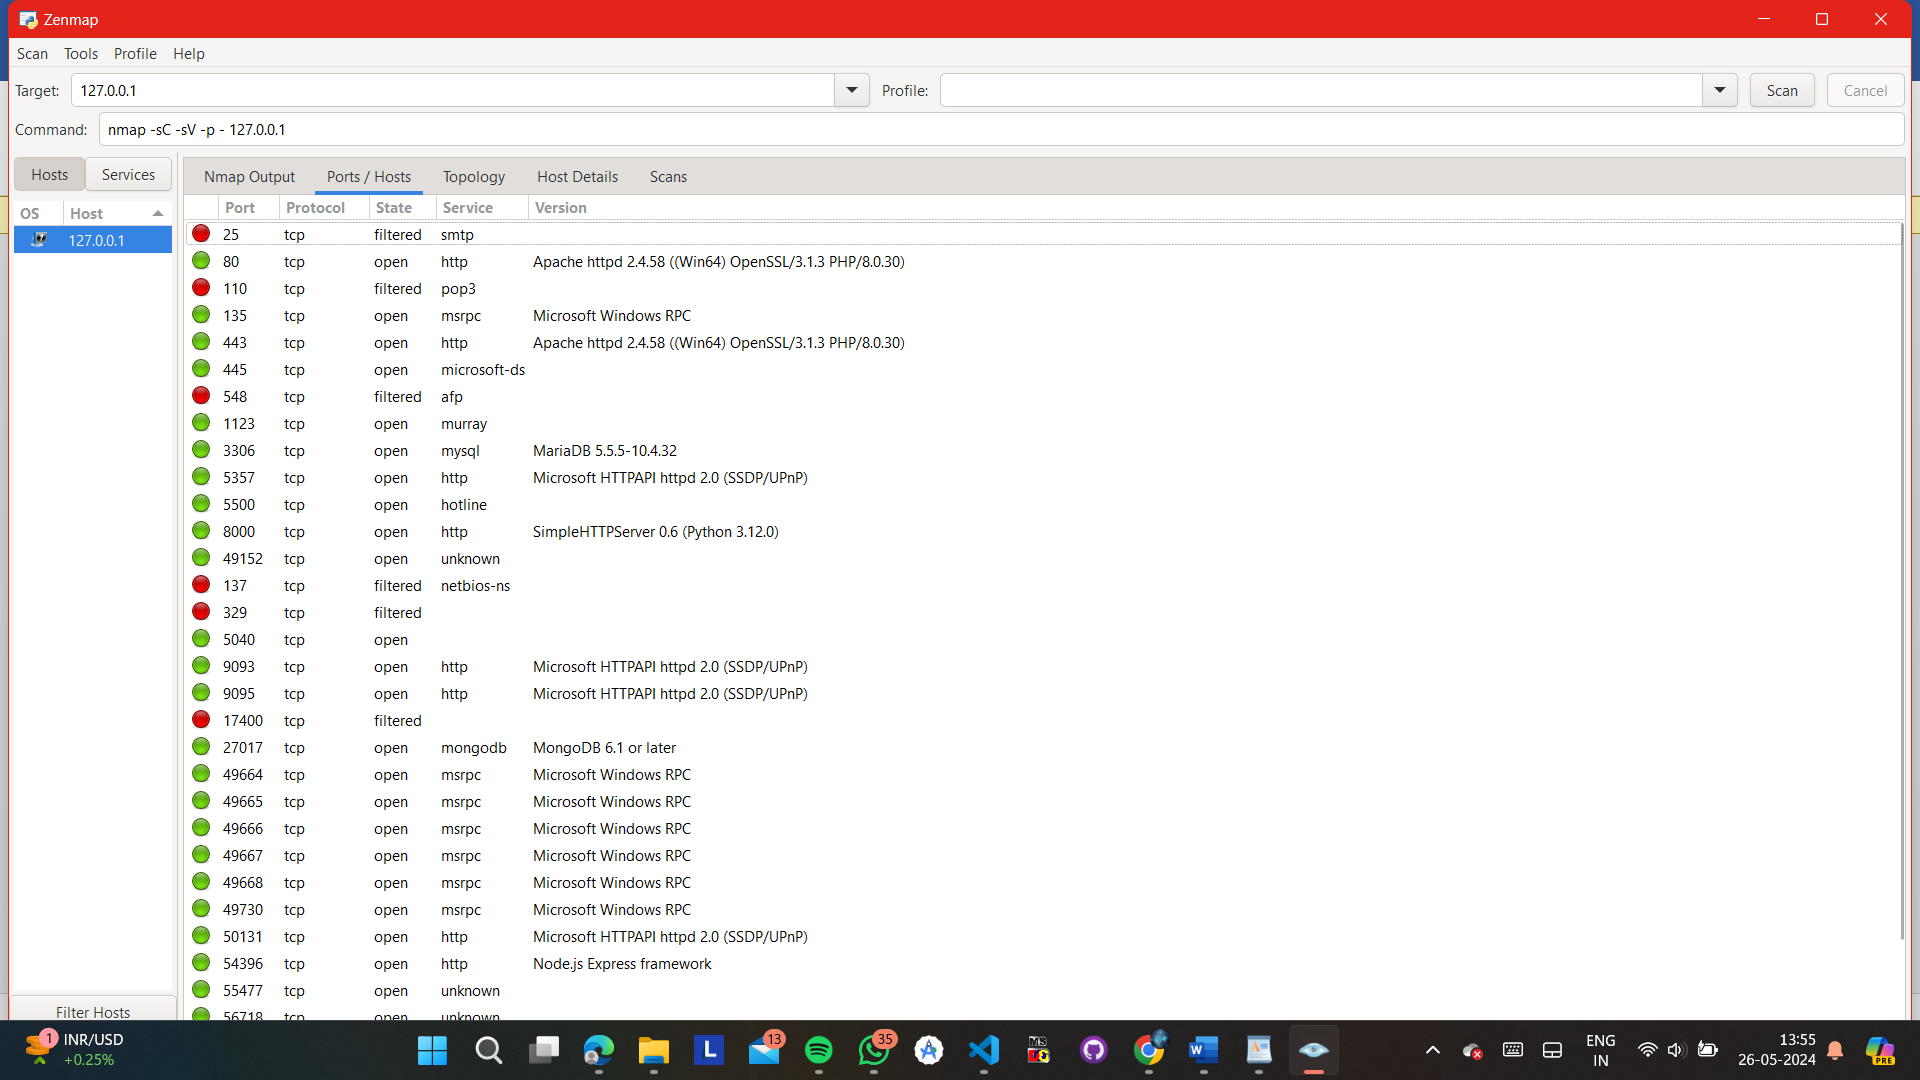 Zenmap
Scan Tools Profile Help
Target: 127.0.0.1 Profile: Scan Cancel
Command: nmap -sC -sV -p - 127.0.0.1
Hosts Services
Nmap Output Ports / Hosts Topology Host Details Scans
OS Host
127.0.0.1
Port Protocol State Service Version
25 tcp filtered smtp
80 tcp open http Apache httpd 2.4.58 ((Win64) OpenSSL/3.1.3 PHP/8.0.30)
110 tcp filtered pop3
135 tcp open msrpc Microsoft Windows RPC
443 tcp open http Apache httpd 2.4.58 ((Win64) OpenSSL/3.1.3 PHP/8.0.30)
445 tcp open microsoft-ds
548 tcp filtered afp
1123 tcp open murray
3306 tcp open mysql MariaDB 5.5.5-10.4.32
5357 tcp open http Microsoft HTTPAPI httpd 2.0 (SSDP/UPnP)
5500 tcp open hotline
8000 tcp open http SimpleHTTPServer 0.6 (Python 3.12.0)
49152 tcp open unknown
137 tcp filtered netbios-ns
329 tcp filtered
5040 tcp open
9093 tcp open http Microsoft HTTPAPI httpd 2.0 (SSDP/UPnP)
9095 tcp open http Microsoft HTTPAPI httpd 2.0 (SSDP/UPnP)
17400 tcp filtered
27017 tcp open mongodb MongoDB 6.1 or later
49664 tcp open msrpc Microsoft Windows RPC
49665 tcp open msrpc Microsoft Windows RPC
49666 tcp open msrpc Microsoft Windows RPC
49667 tcp open msrpc Microsoft Windows RPC
49668 tcp open msrpc Microsoft Windows RPC
49730 tcp open msrpc Microsoft Windows RPC
50131 tcp open http Microsoft HTTPAPI httpd 2.0 (SSDP/UPnP)
54396 tcp open http Node.js Express framework
55477 tcp open unknown
56718 tcp open unknown
Filter Hosts
1 INR/USD
+0.25%
L
13
35
MS
ENG
IN
13:55
26-05-2024
PRE